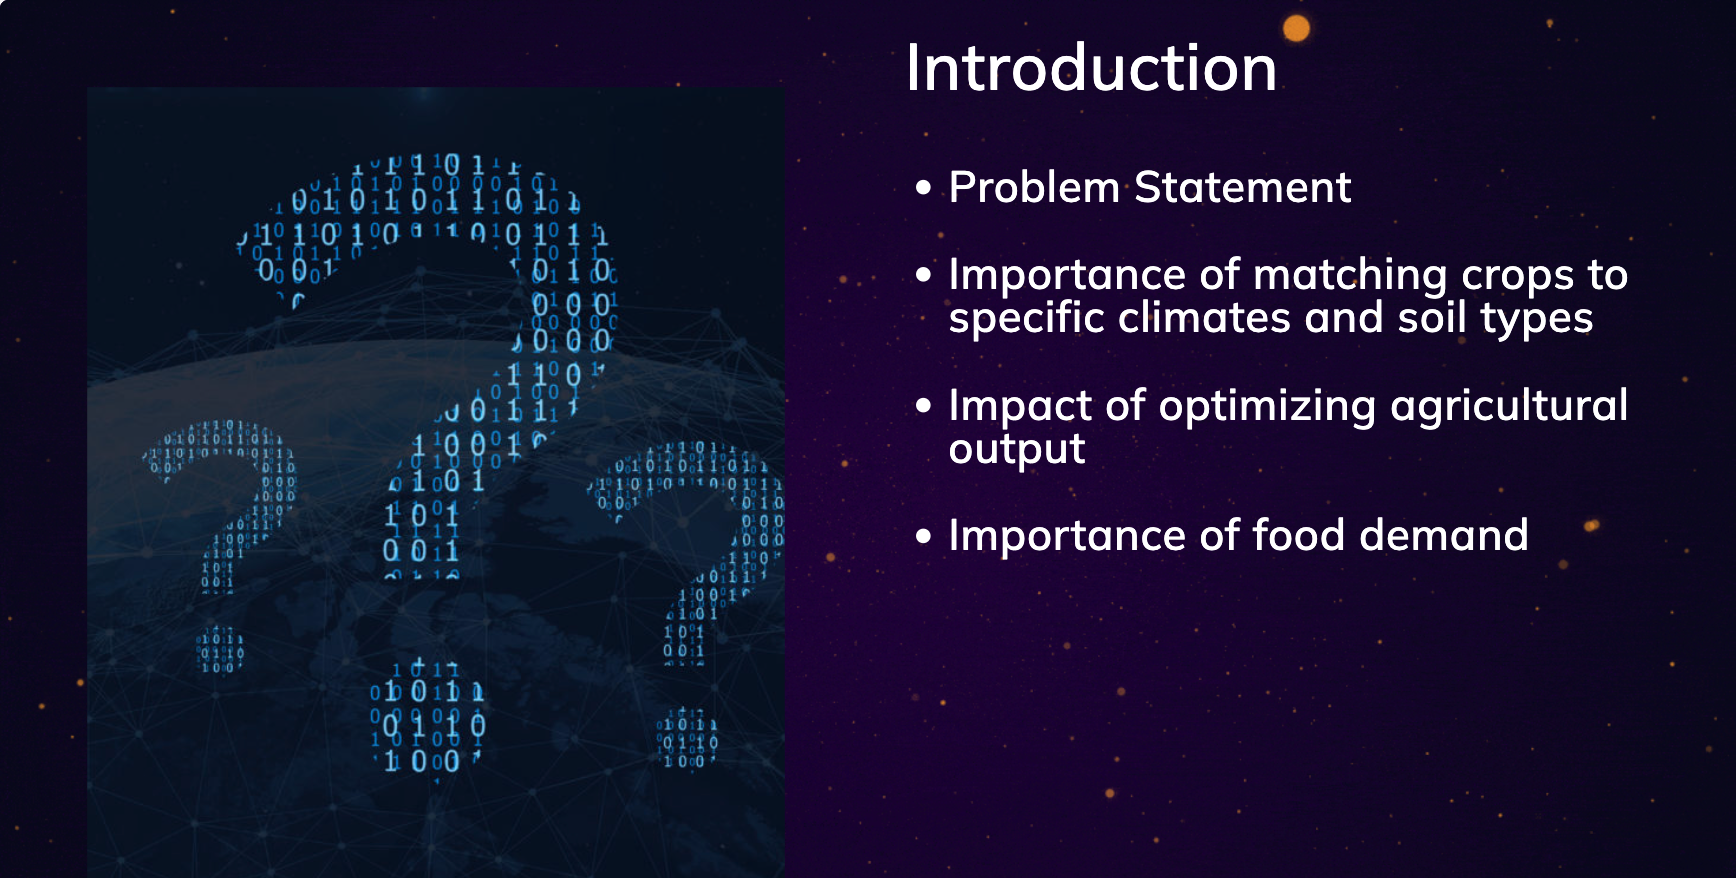 Introduction
• Problem Statement
• Importance of matching crops to
specific climates and soil types
• Impact of optimizing agricultural
output
• Importance of food demand